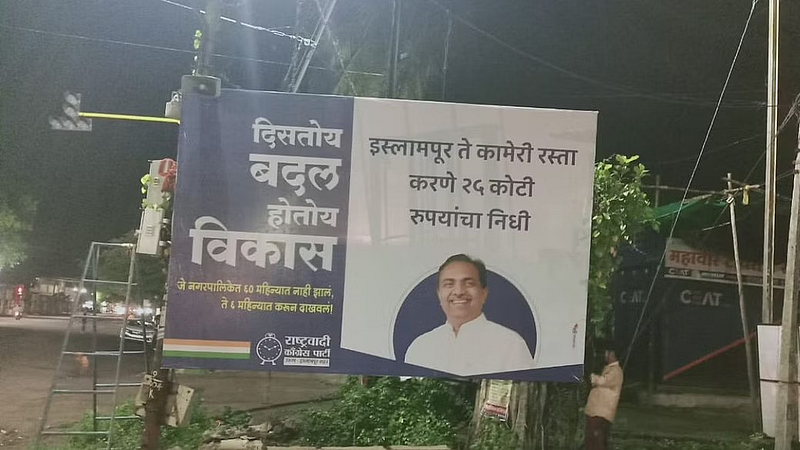 दिसतोय
बदल
होतोय
विकास
जे नगरपालिकेत ६० महिन्यात नाही झालं,
ते ६ महिन्यात करून दाखवलं!
राष्ट्रवादी
काँग्रेस पार्टी
इस्लामपूर ते कामेरी रस्ता
करणे २५ कोटी
रुपयांचा निधी
महावीर
CEAT
CEAT
CEAT